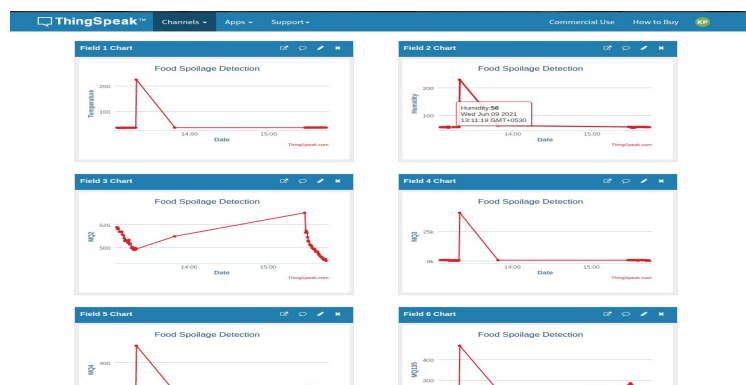 ThingSpeak™ Channels Apps Support Commercial Use How to Buy KP
Field 1 Chart
Food Spoilage Detection
Temperature
200
100
14:00 15:00
Date
ThingSpeak.com
Field 2 Chart
Food Spoilage Detection
Humidity
200
100
Humidity:56
Wed Jun 09 2021
13:11:19 GMT+0530
14:00 15:00
Date
ThingSpeak.com
Field 3 Chart
Food Spoilage Detection
MQ2
525
500
14:00 15:00
Date
ThingSpeak.com
Field 4 Chart
Food Spoilage Detection
MQ3
25k
0k
14:00 15:00
Date
ThingSpeak.com
Field 5 Chart
Food Spoilage Detection
MQ4
400
Field 6 Chart
Food Spoilage Detection
MQ135
400
300